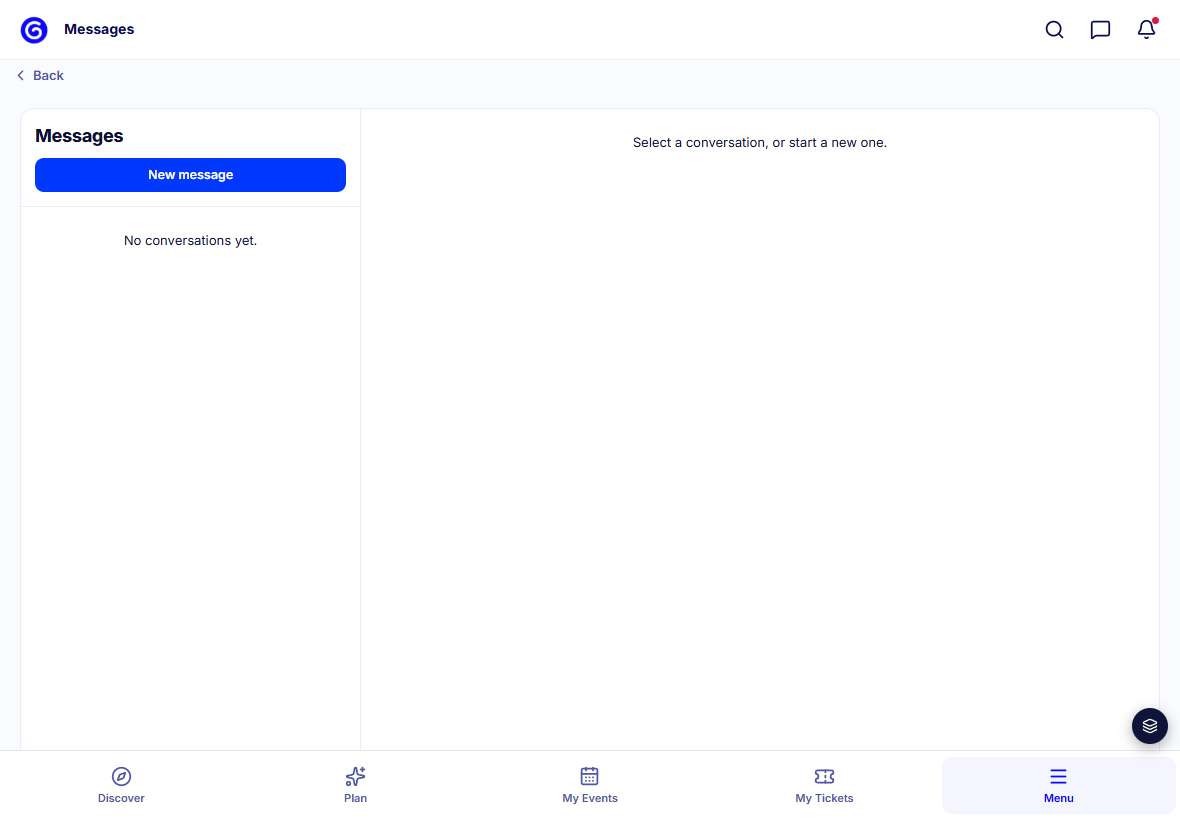 Messages
Back
Messages
New message
No conversations yet.
Select a conversation, or start a new one.
Discover
Plan
My Events
My Tickets
Menu